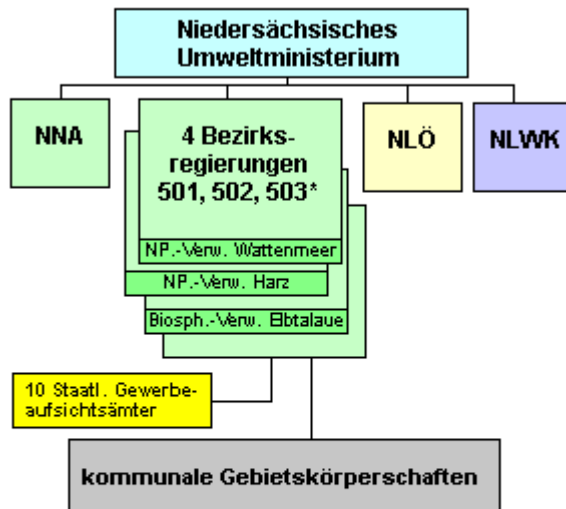 Niedersächsisches
Umweltministerium
NNA
4 Bezirks-
regierungen
501, 502, 503*
NLÖ
NLWK
NP.-Verw. Wattenmeer
NP.-Verw. Harz
Biosph.-Verw. Elbtalaue
10 Staatl. Gewerbe-
aufsichtsämter
kommunale Gebietskörperschaften